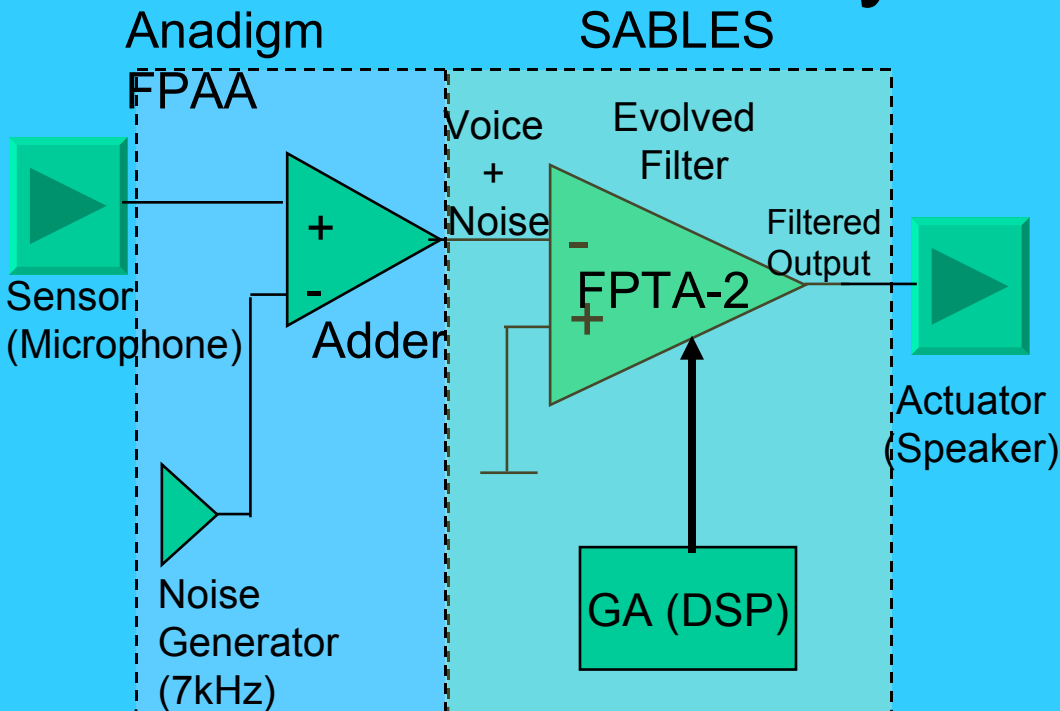 Anadigm
FPAA
SABLES
Voice
+
Noise
Evolved
Filter
+
-
Adder
Sensor
(Microphone)
Noise
Generator
(7kHz)
-
FPTA-2
+
Filtered
Output
GA (DSP)
Actuator
(Speaker)